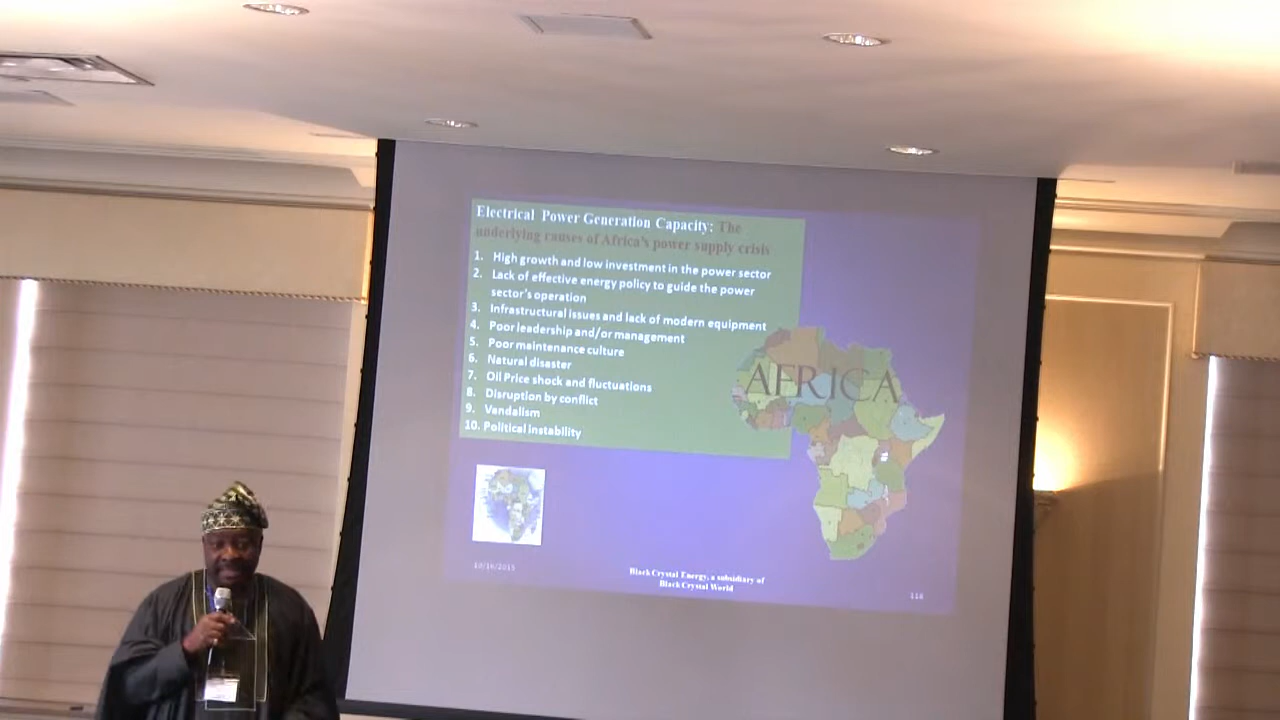 Electrical Power Generation Capacity: The
underlying causes of Africa's power supply crisis
1. High growth and low investment in the power sector
2. Lack of effective energy policy to guide the power
sector's operation
3. Infrastructural issues and lack of modern equipment
4. Poor leadership and/or management
5. Poor maintenance culture
6. Natural disaster
7. Oil Price shock and fluctuations
8. Disruption by conflict
9. Vandalism
10. Political Instability
AFRICA
10/16/2015
Black Crystal Energy, a subsidiary of
Black Crystal World